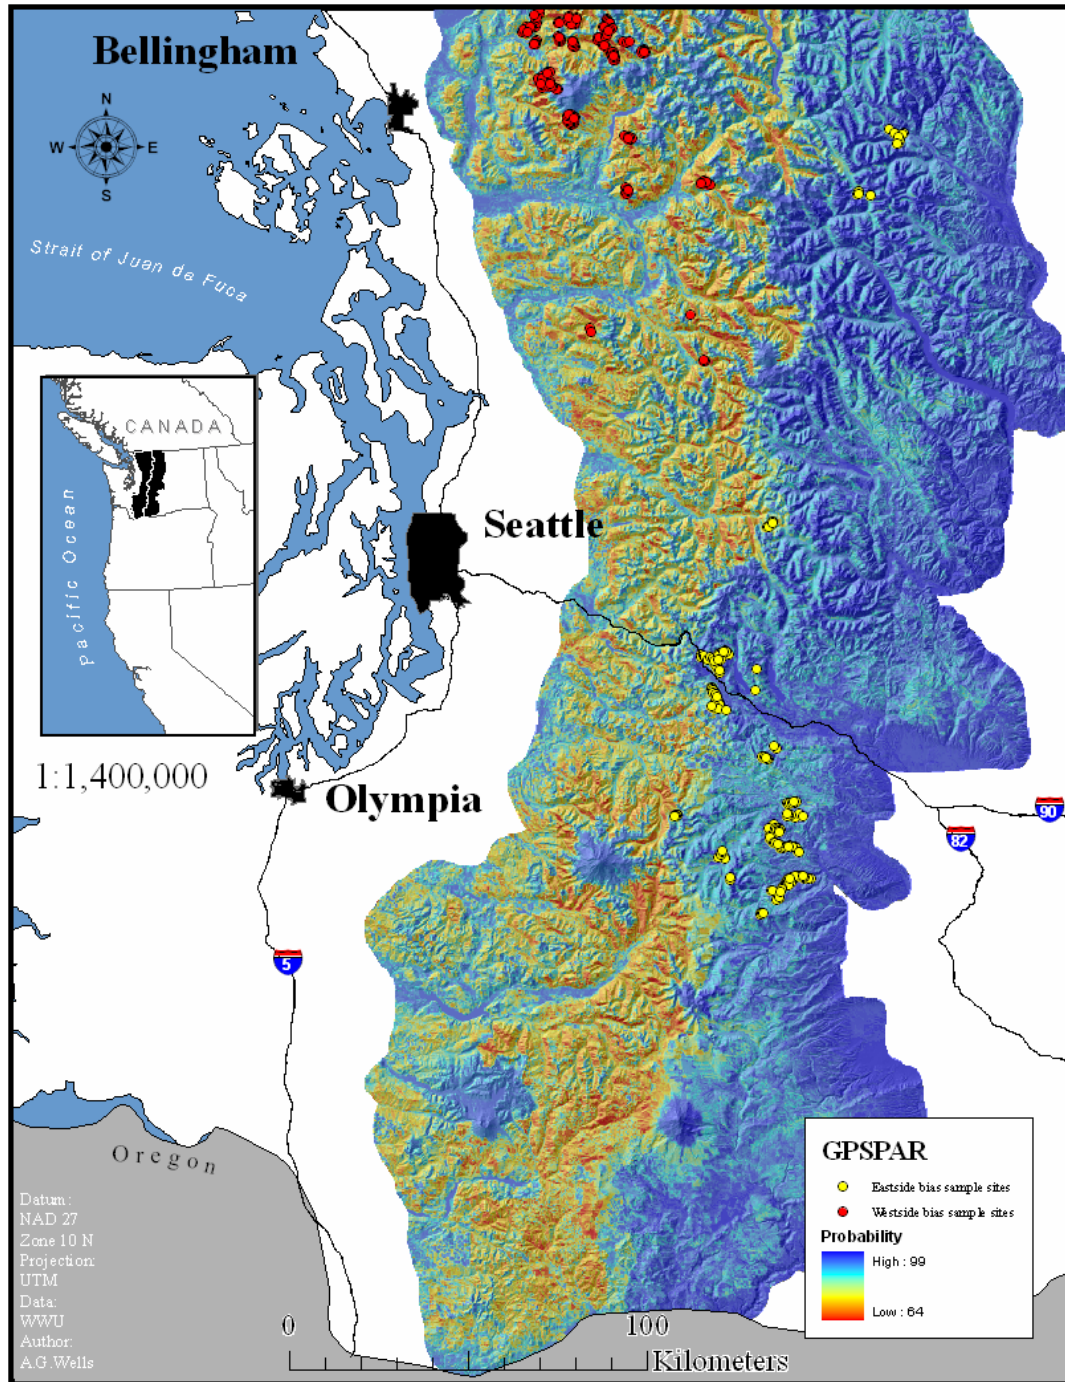 Bellingham
N
W
E
S
Strait of Juan de Fuca
CANADA
Pacific Ocean
Seattle
1:1,400,000
Olympia
90
82
5
Oregon
GPSPAR
Eastside bias sample sites
Westside bias sample sites
Probability
High : 99
Low : 64
Datum:
NAD 27
Zone 10 N
Projection:
UTM
Data:
WWU
Author:
A.G.Wells
0
100
Kilometers